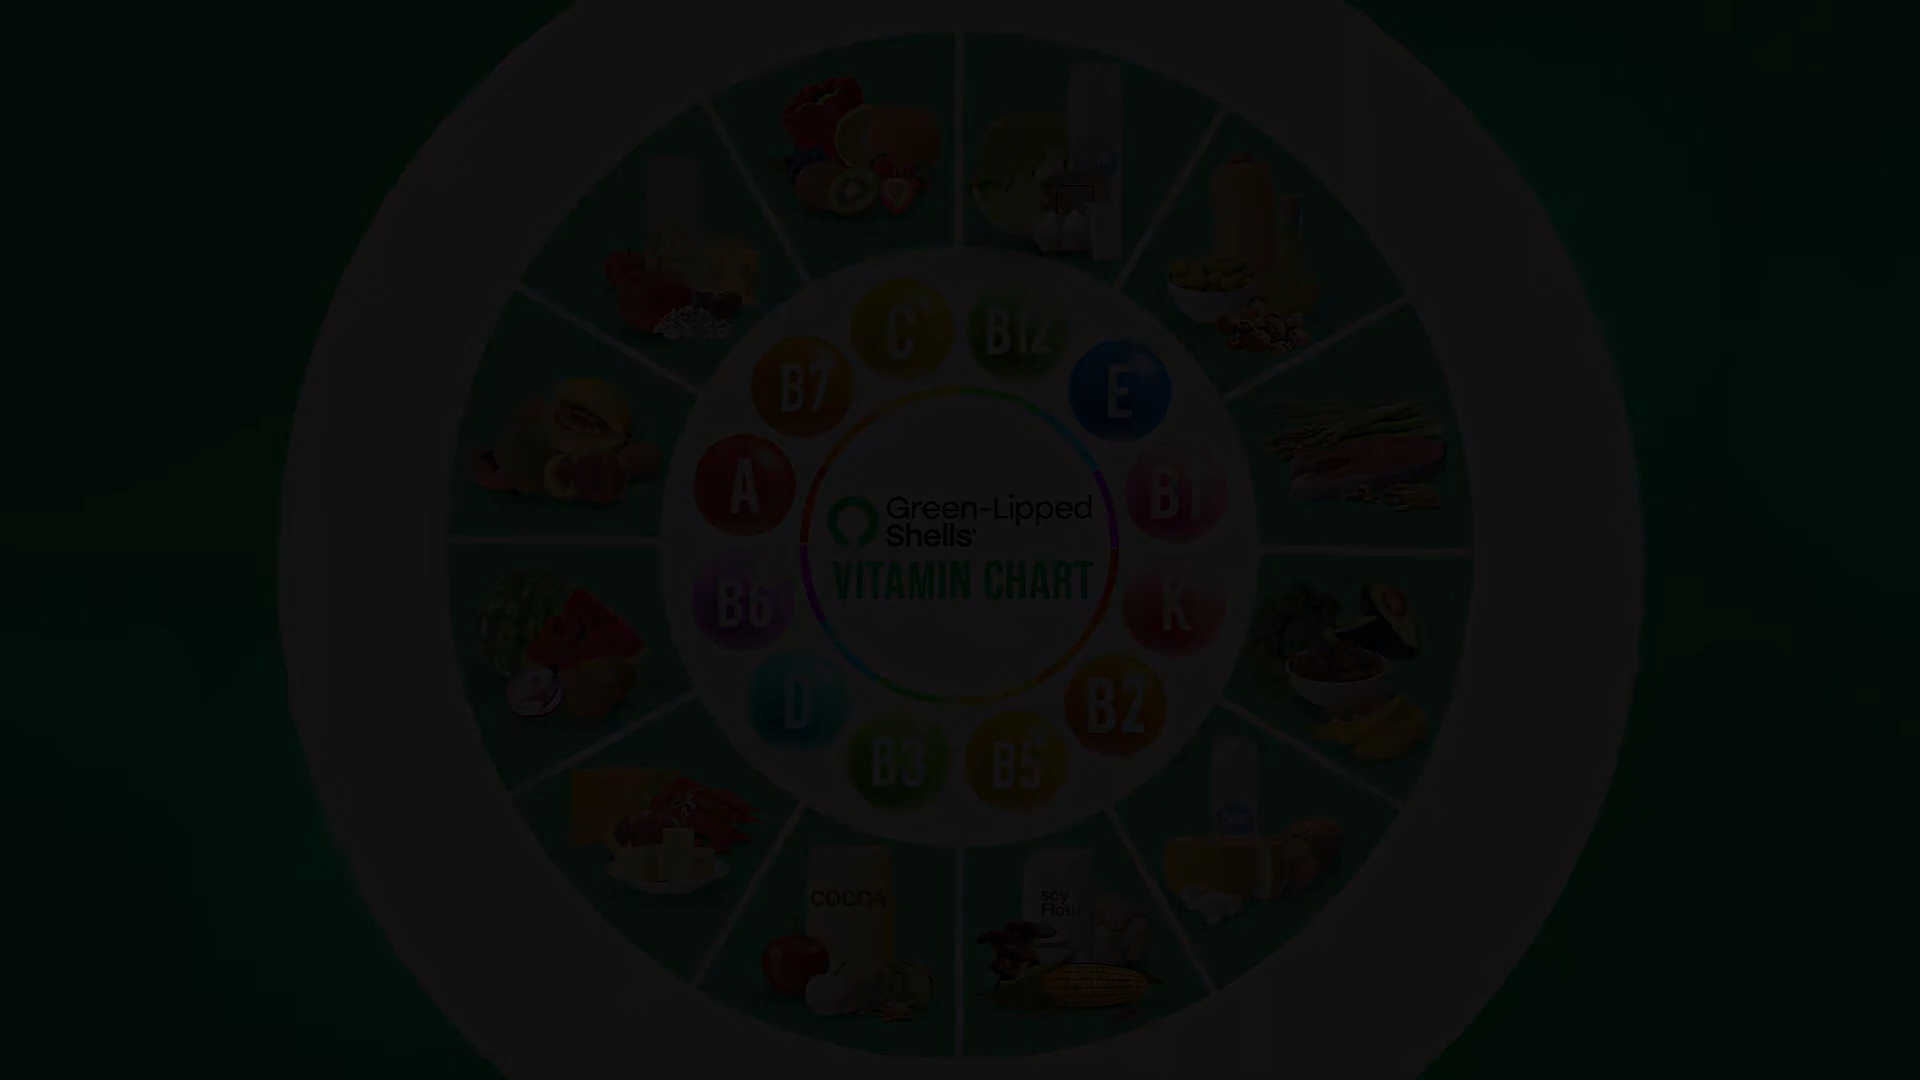 C
B12
B7
E
A
B1
Green-Lipped
Shells
VITAMIN CHART
B6
K
D
B2
B3
B5
COCOA
soy
Flour